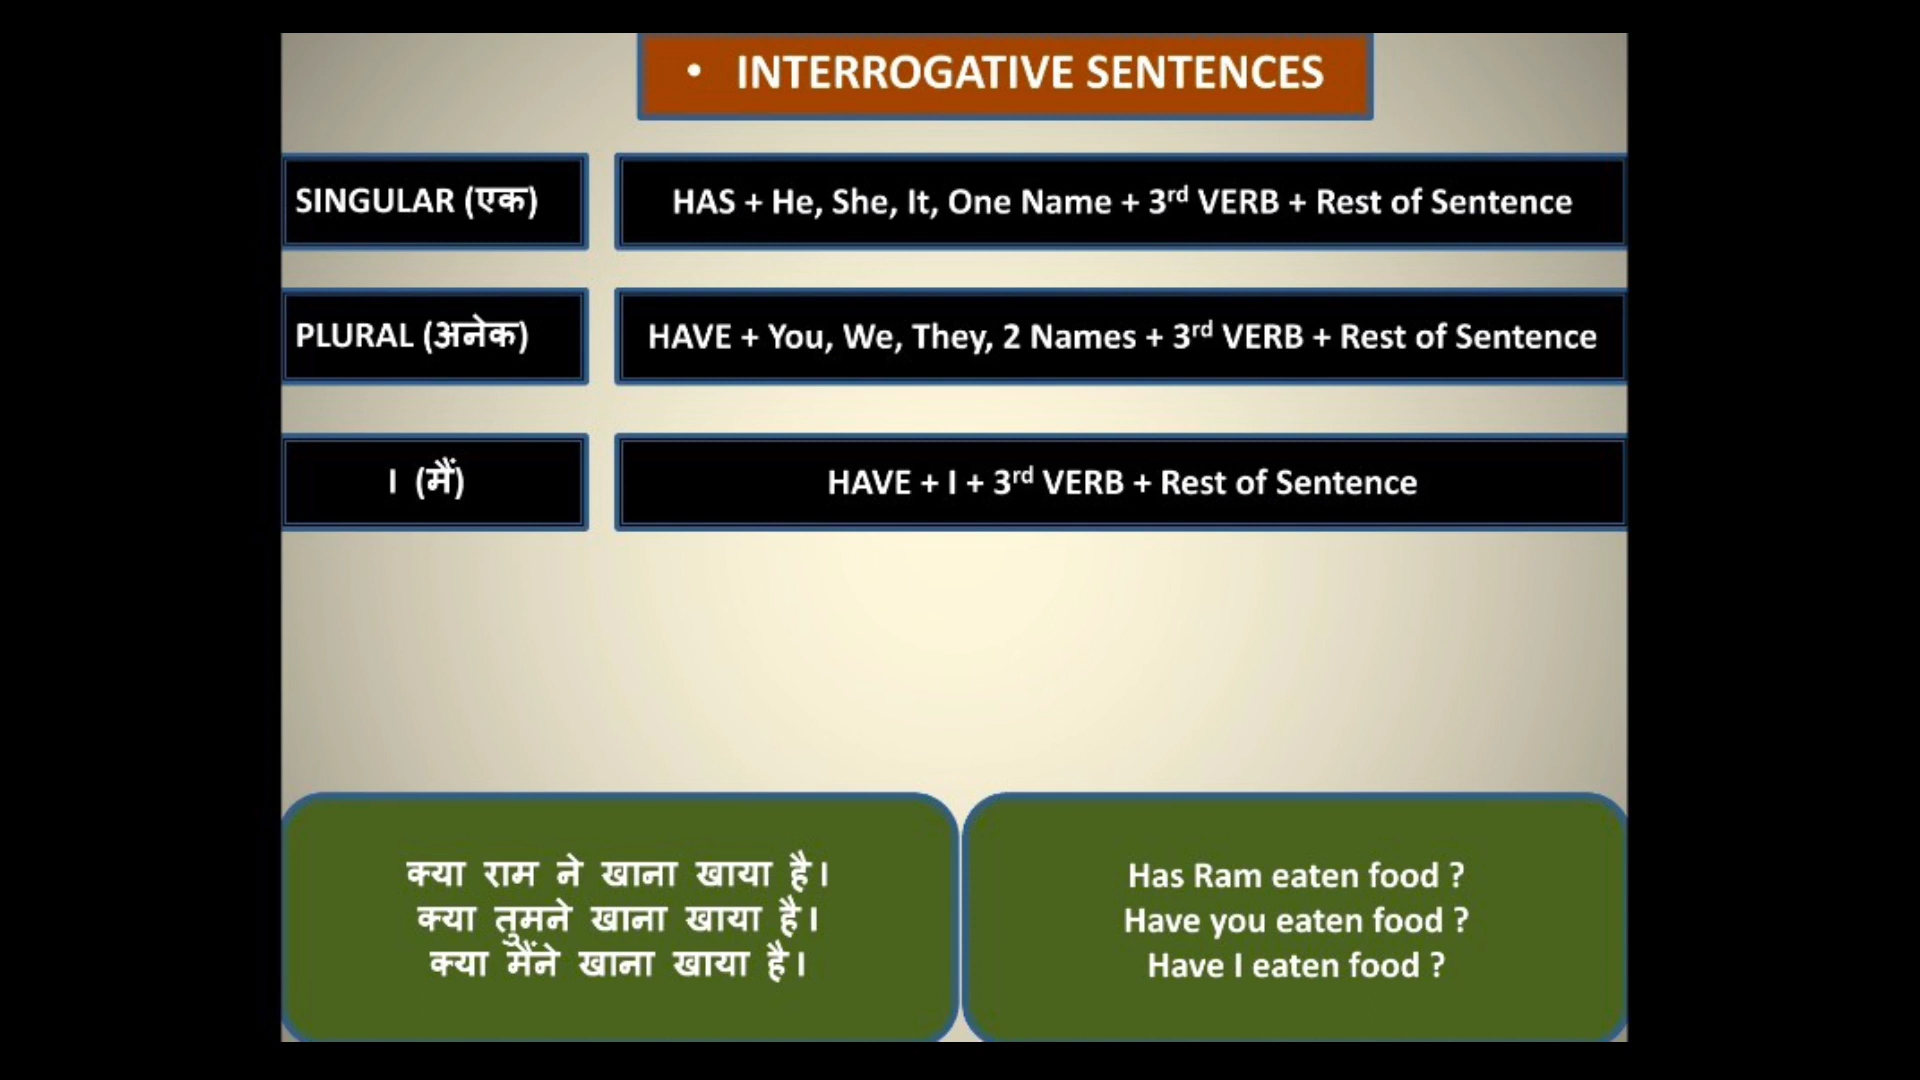 • INTERROGATIVE SENTENCES
SINGULAR (एक)
HAS + He, She, It, One Name + 3rd VERB + Rest of Sentence
PLURAL (अनेक)
HAVE + You, We, They, 2 Names + 3rd VERB + Rest of Sentence
I (मैं)
HAVE + I + 3rd VERB + Rest of Sentence
क्या राम ने खाना खाया है।
क्या तुमने खाना खाया है।
क्या मैंने खाना खाया है।
Has Ram eaten food ?
Have you eaten food ?
Have I eaten food ?